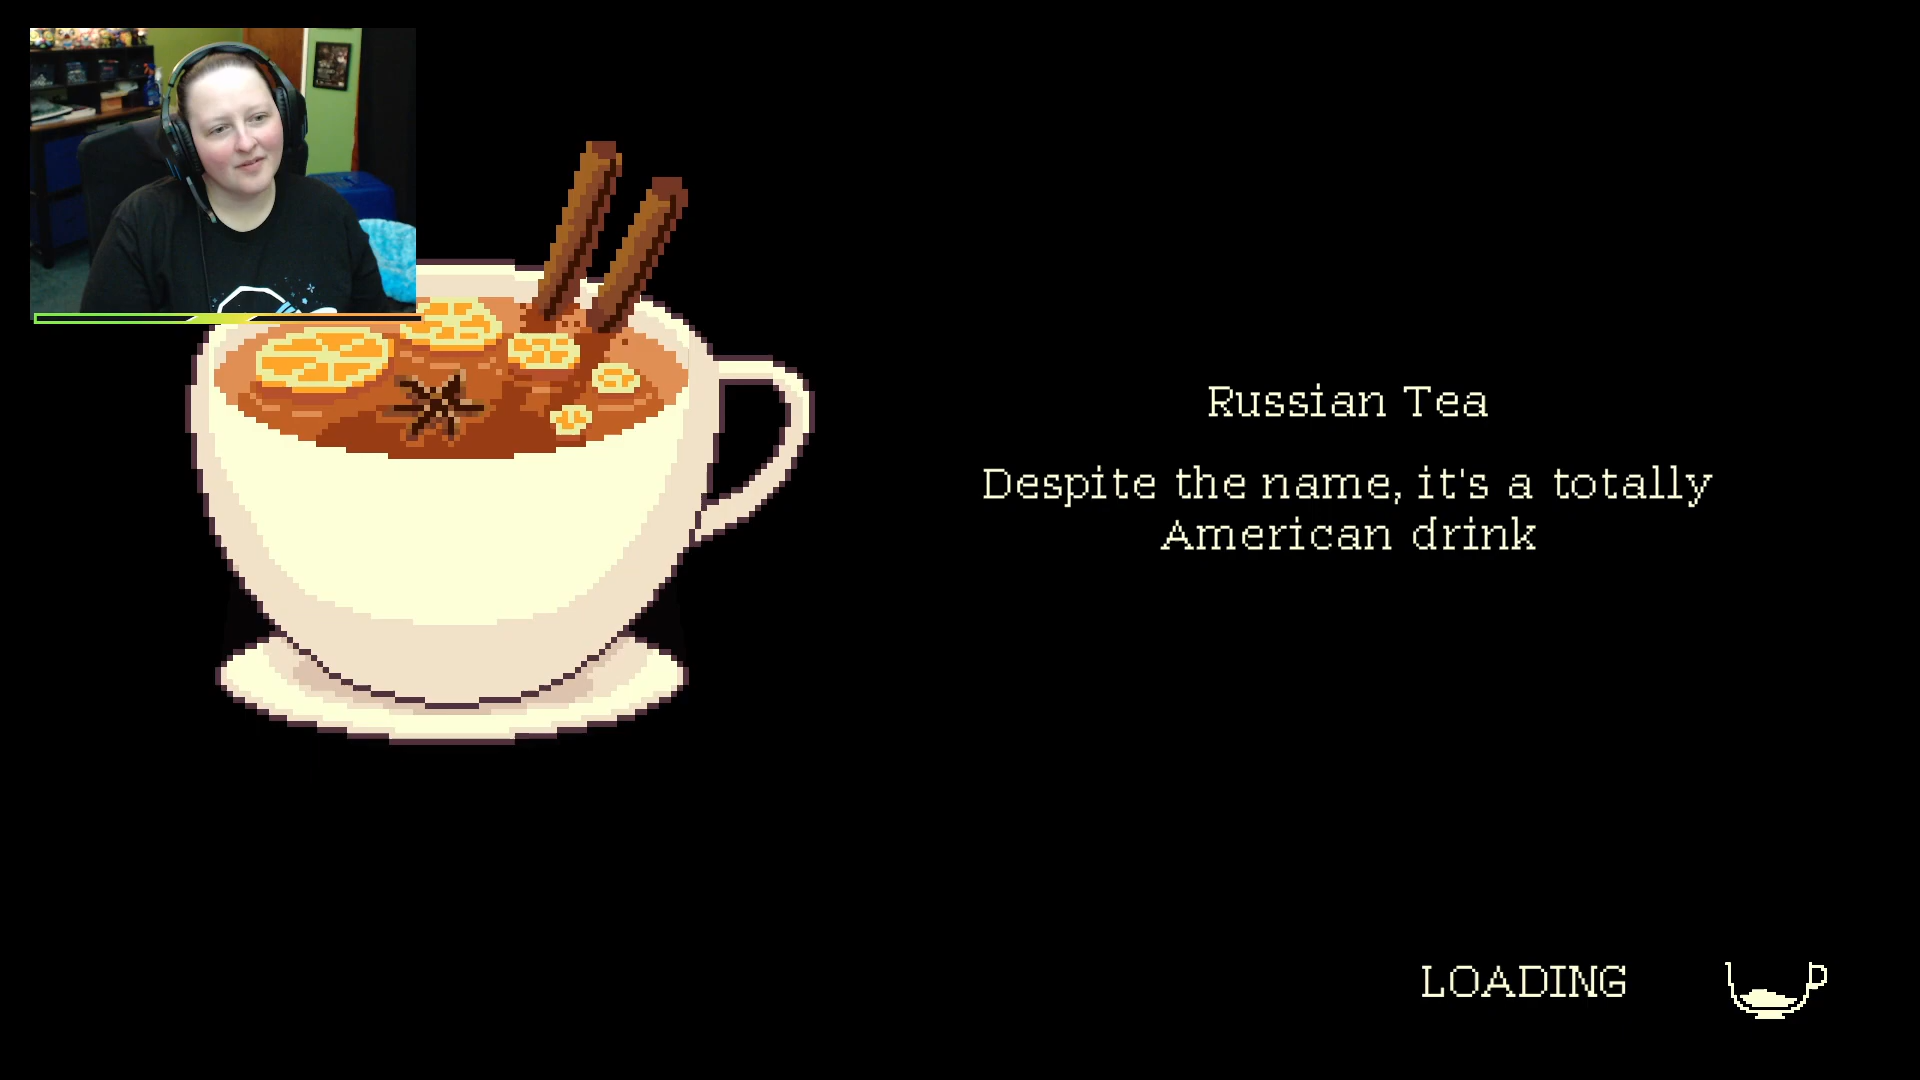 Russian Tea
Despite the name, it's a totally
American drink
LOADING